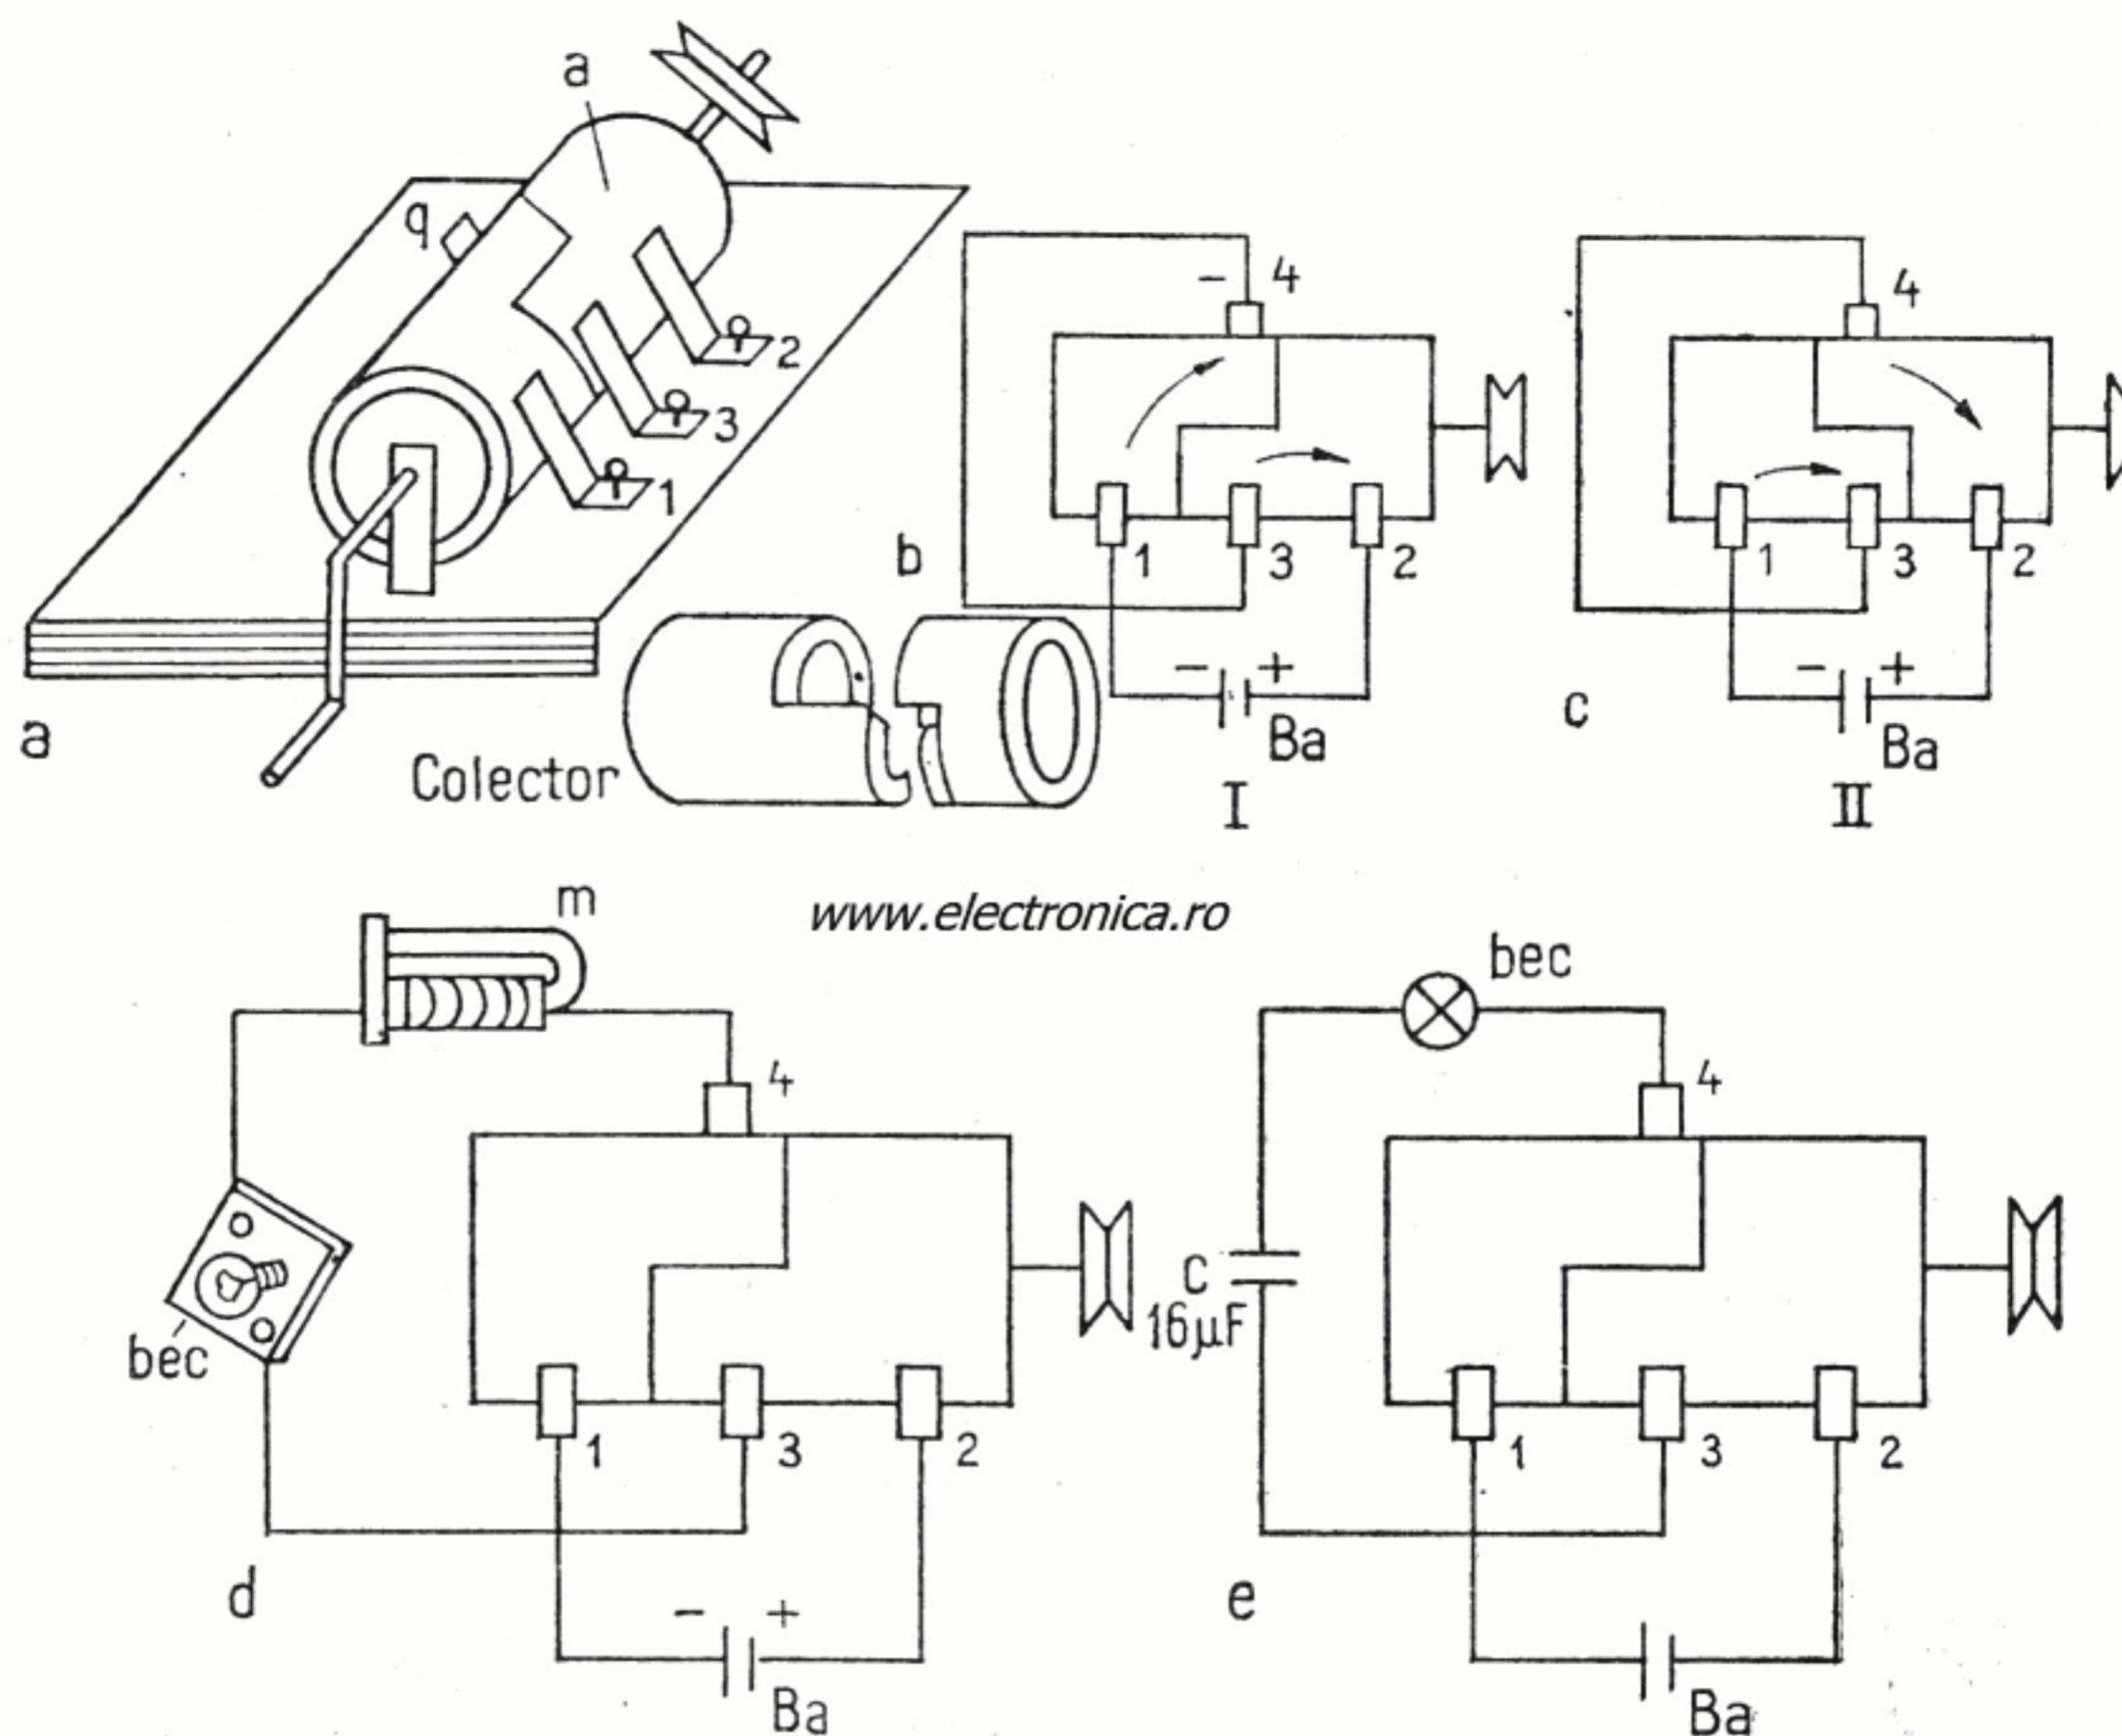 a
q
2
3
1
a
Colector
- 4
b
1 3 2
- +
Ba
I
4
1 3 2
- +
c
Ba
II
www.electronica.ro
m
4
bec
1 3 2
d
- +
Ba
bec
4
C
16µF
1 3 2
e
Ba